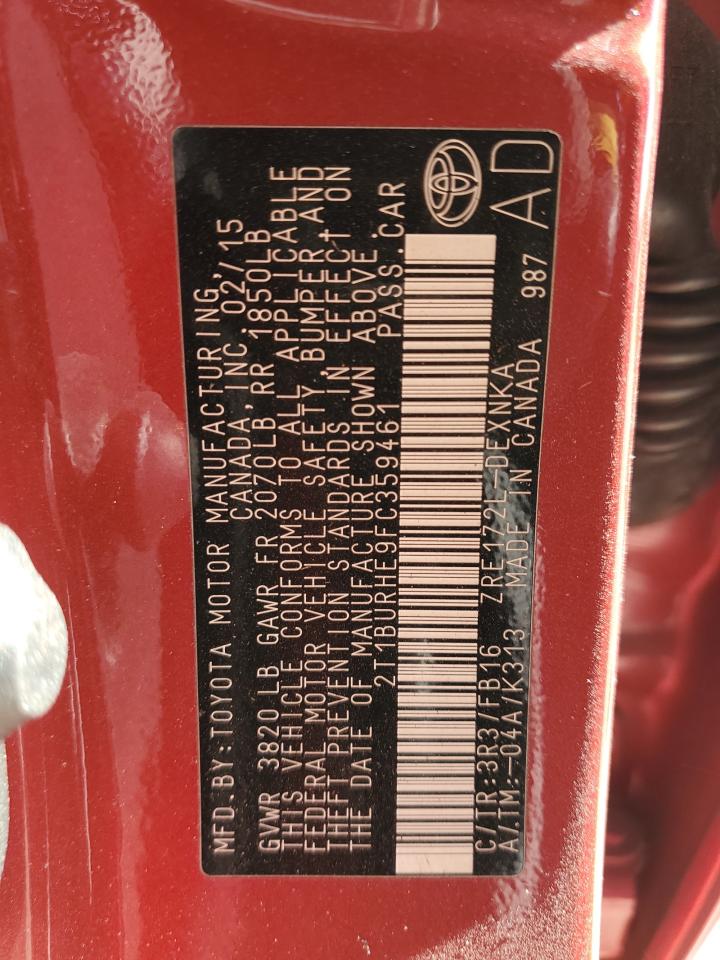 MFD.BY:TOYOTA MOTOR MANUFACTURING,
CANADA, INC. 02/15
GVWR 3820LB GAWR FR 2070LB, RR 1850LB
THIS VEHICLE CONFORMS TO ALL APPLICABLE
FEDERAL MOTOR VEHICLE SAFETY, BUMPER AND
THEFT PREVENTION STANDARDS IN EFFECT ON
THE DATE OF MANUFACTURE SHOWN ABOVE.
2T1BURHE9FC359461 PASS.CAR
C/TR:3R3/FB16 ZRE172L-DEXNKA
A/TM:-04A/K313 MADE IN CANADA 987 AD